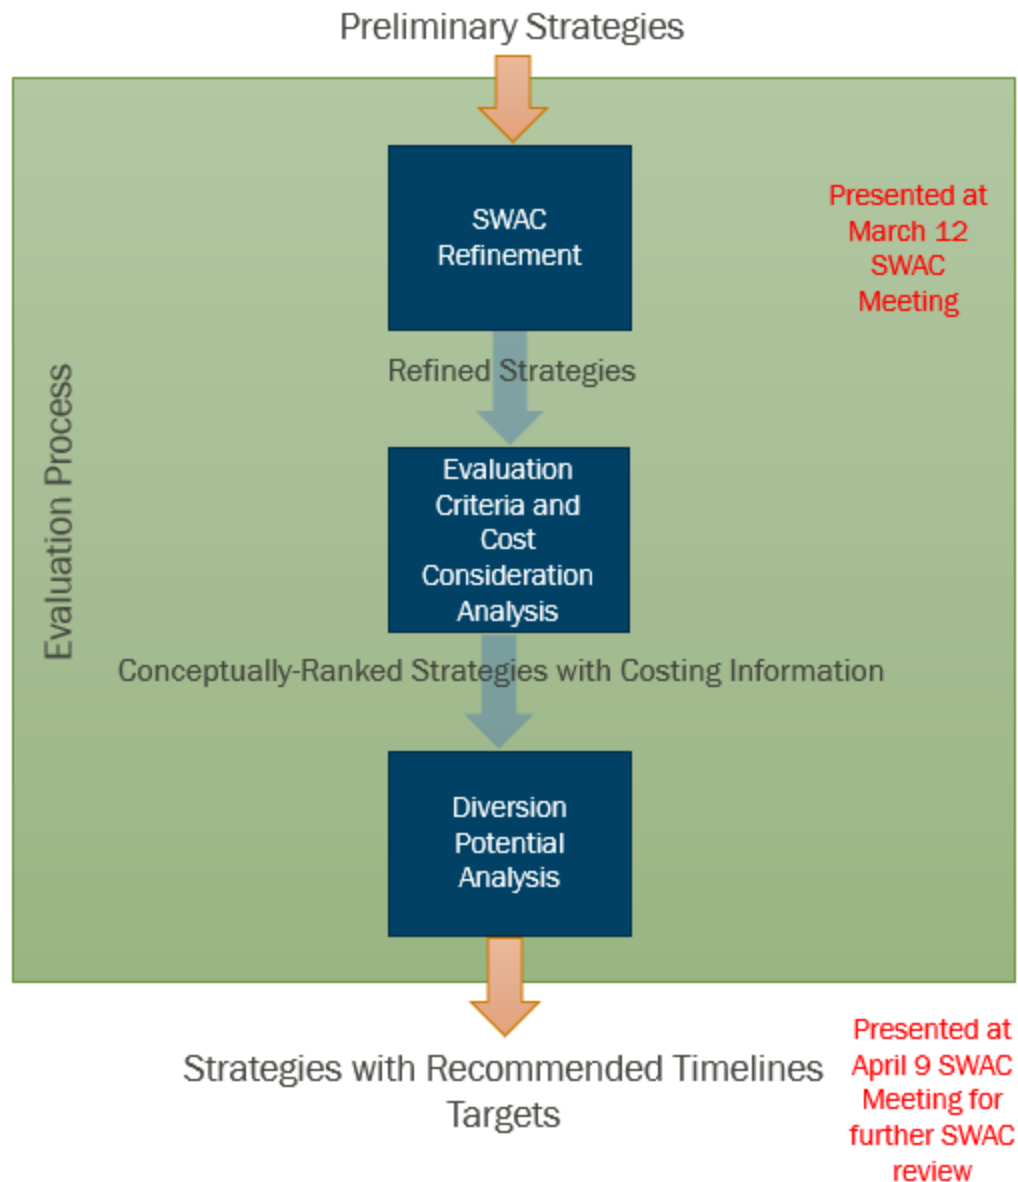 Preliminary Strategies
SWAC
Refinement
Presented at
March 12
SWAC
Meeting
Refined Strategies
Evaluation Process
Evaluation
Criteria and
Cost
Consideration
Analysis
Conceptually-Ranked Strategies with Costing Information
Diversion
Potential
Analysis
Strategies with Recommended Timelines
Targets
Presented at
April 9 SWAC
Meeting for
further SWAC
review